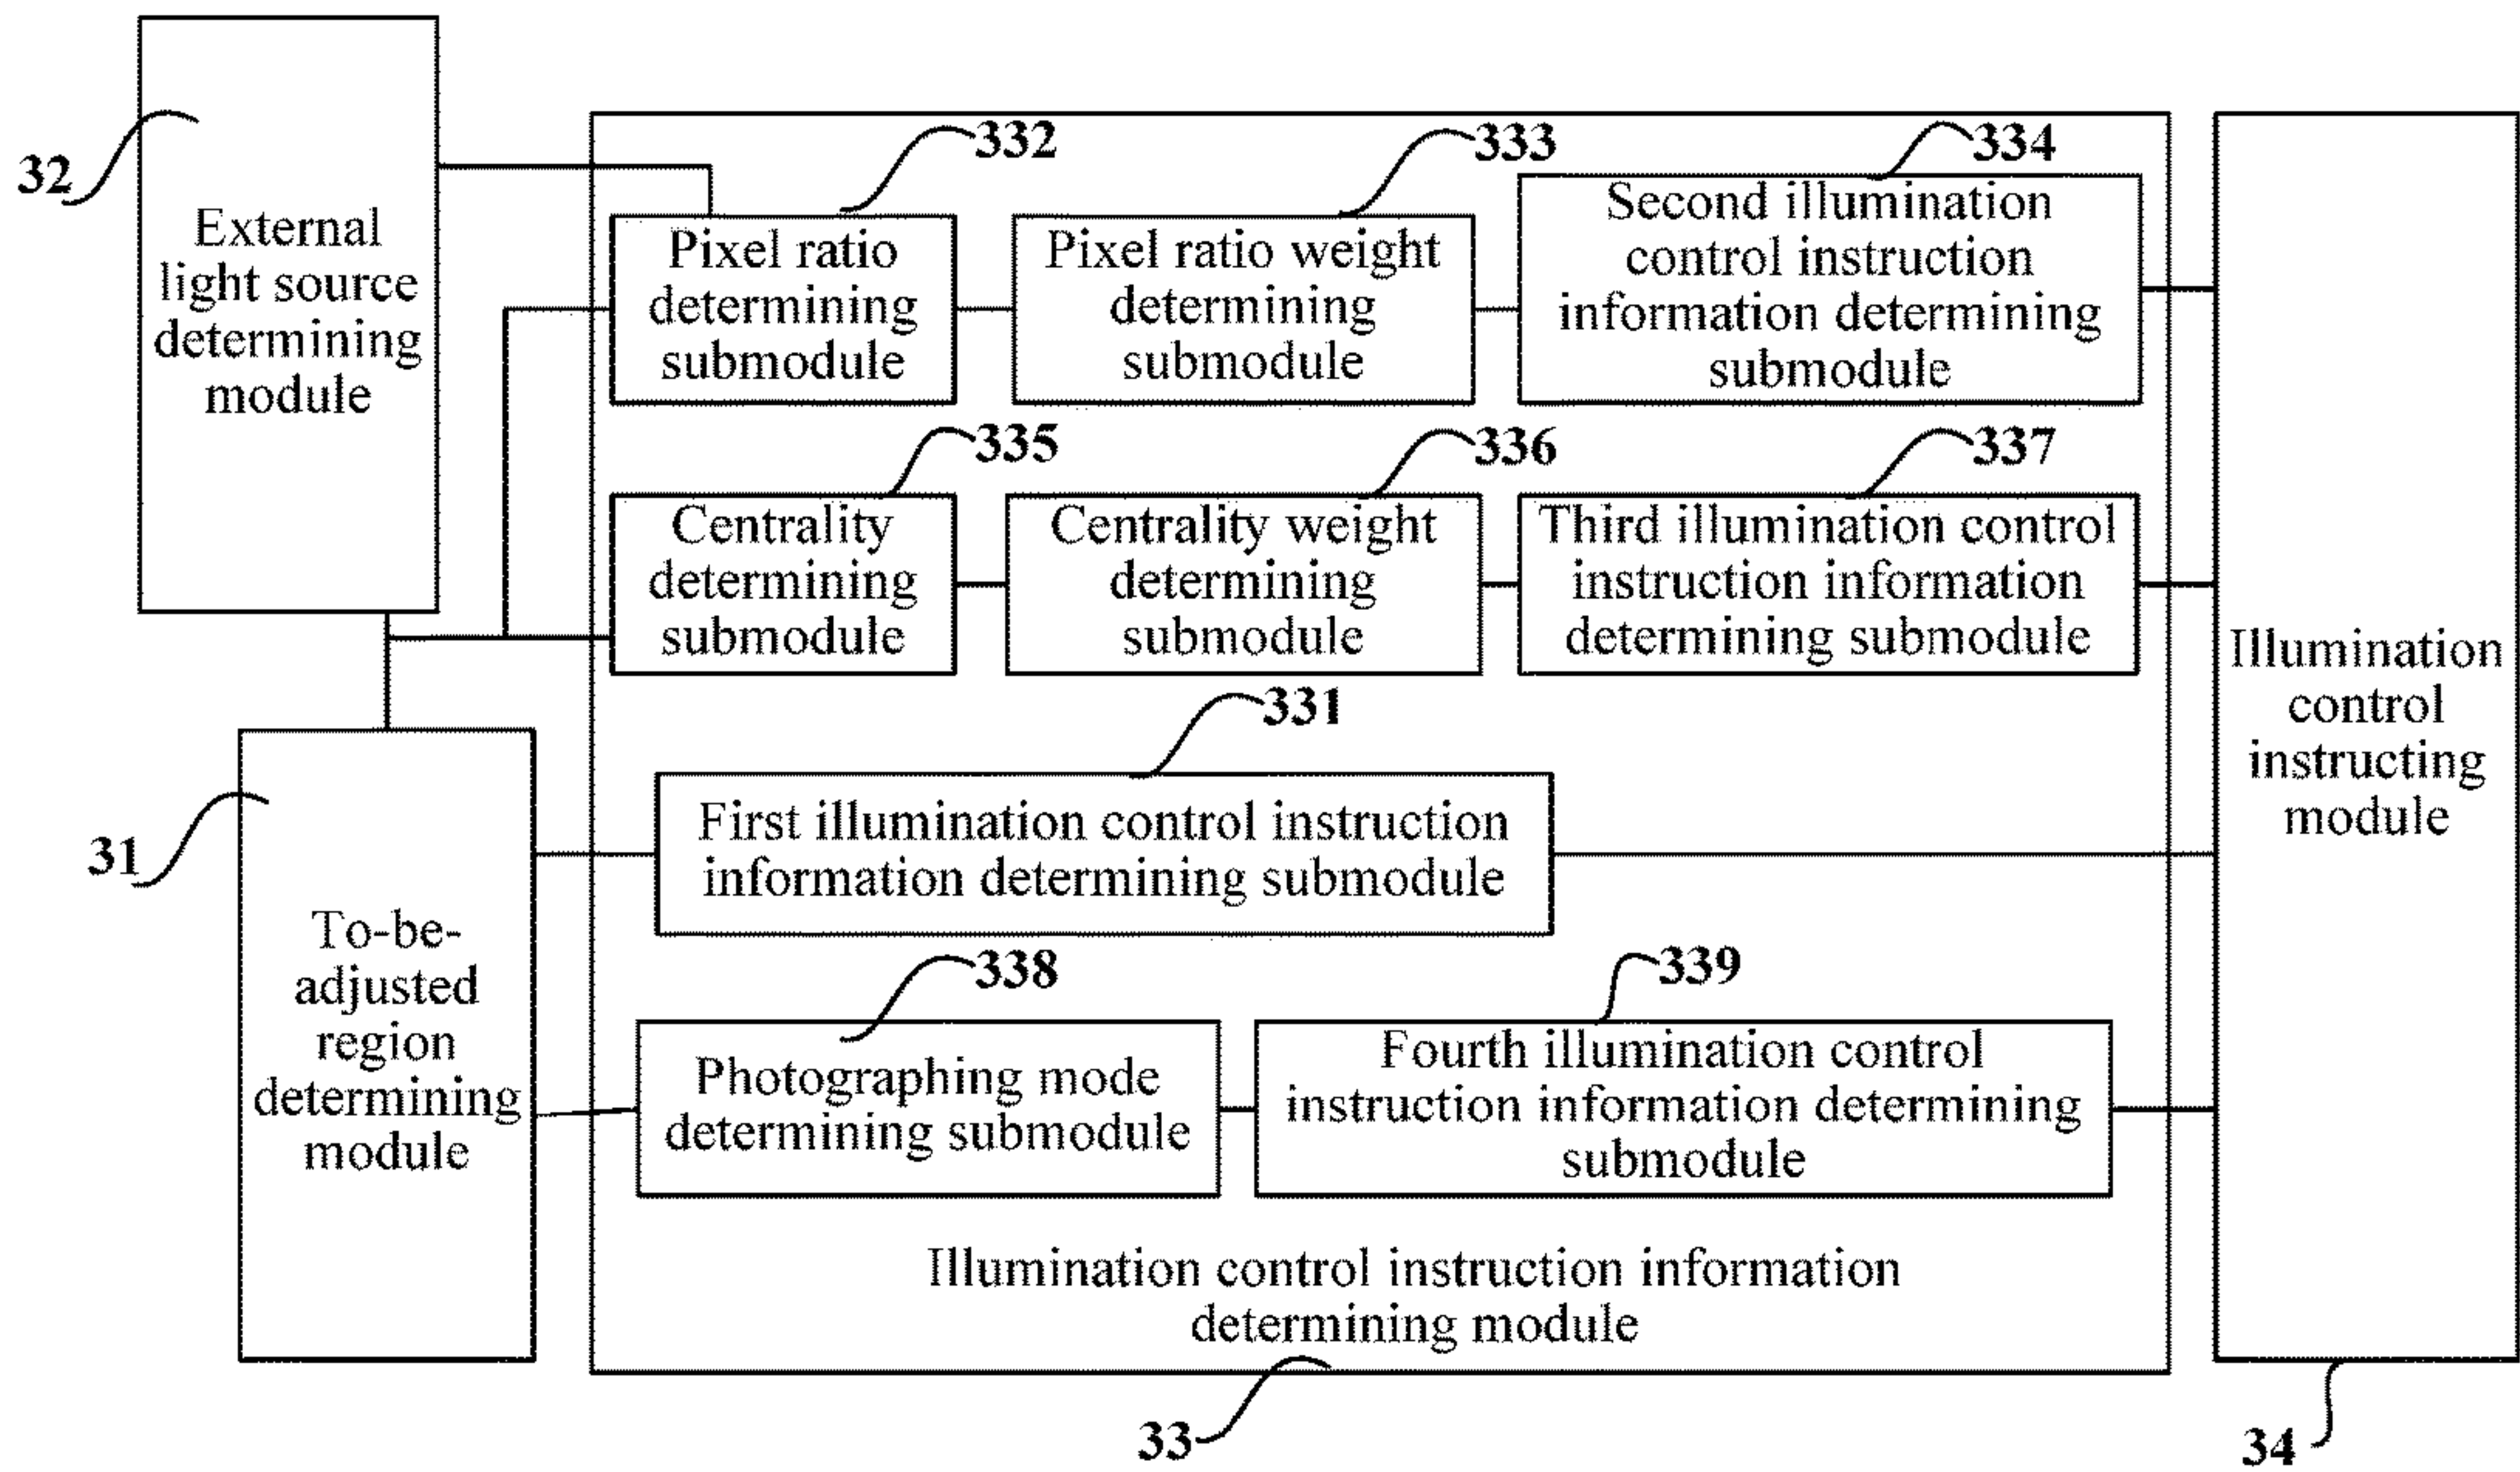 32
External
light source
determining
module
332
Pixel ratio
determining
submodule
333
Pixel ratio weight
determining
submodule
334
Second illumination
control instruction
information determining
submodule
335
Centrality
determining
submodule
336
Centrality weight
determining
submodule
337
Third illumination control
instruction information
determining submodule
31
To-be-
adjusted
region
determining
module
331
First illumination control instruction
information determining submodule
338
Photographing mode
determining submodule
339
Fourth illumination control
instruction information determining
submodule
Illumination control instruction information
determining module
33
Illumination
control
instructing
module
34